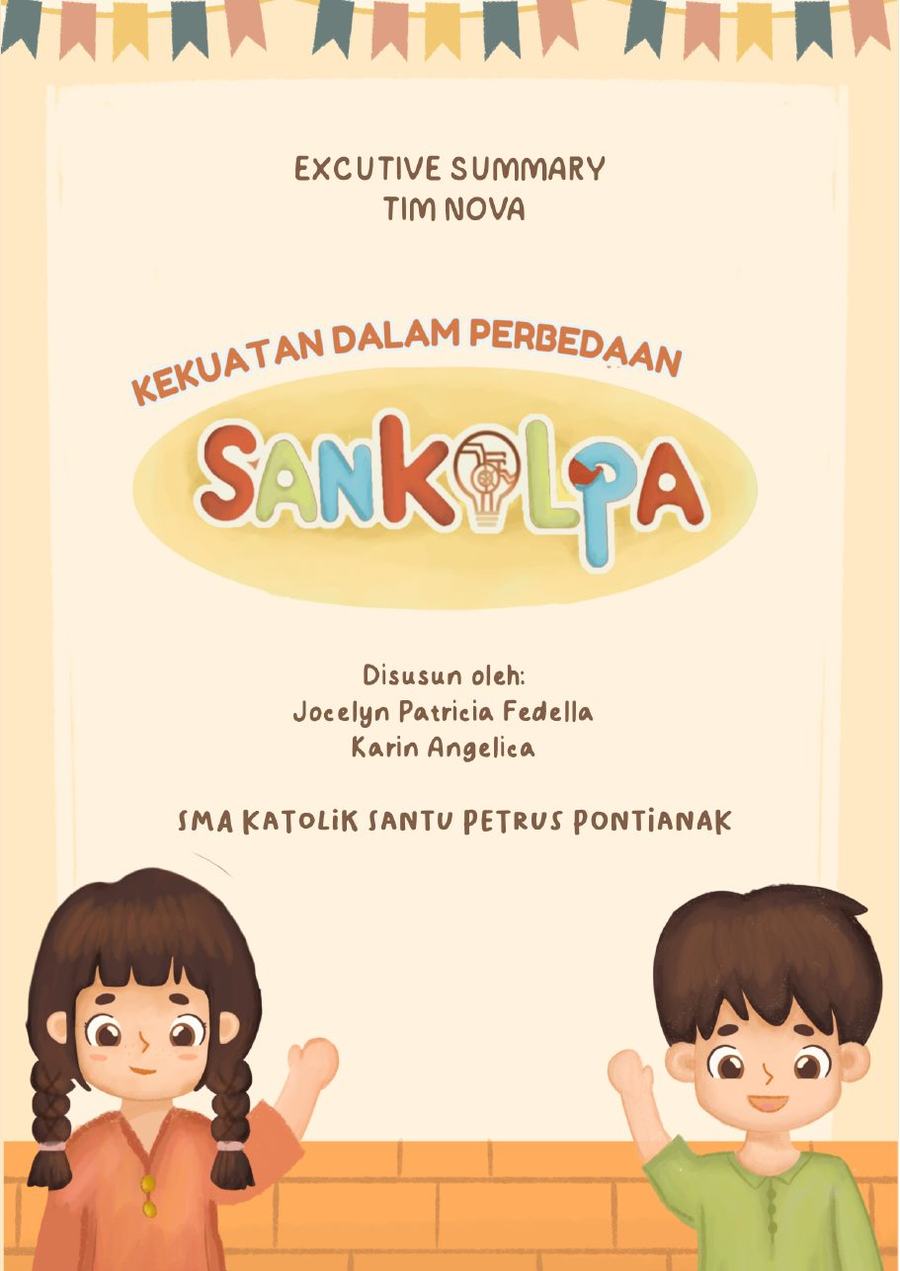 EXCUTIVE SUMMARY
TIM NOVA
KEKUATAN DALAM PERBEDAAN
SANKOLPA
Disusun oleh:
Jocelyn Patricia Fedella
Karin Angelica
SMA KATOLiK SANTU PETRUS PONTiANAK